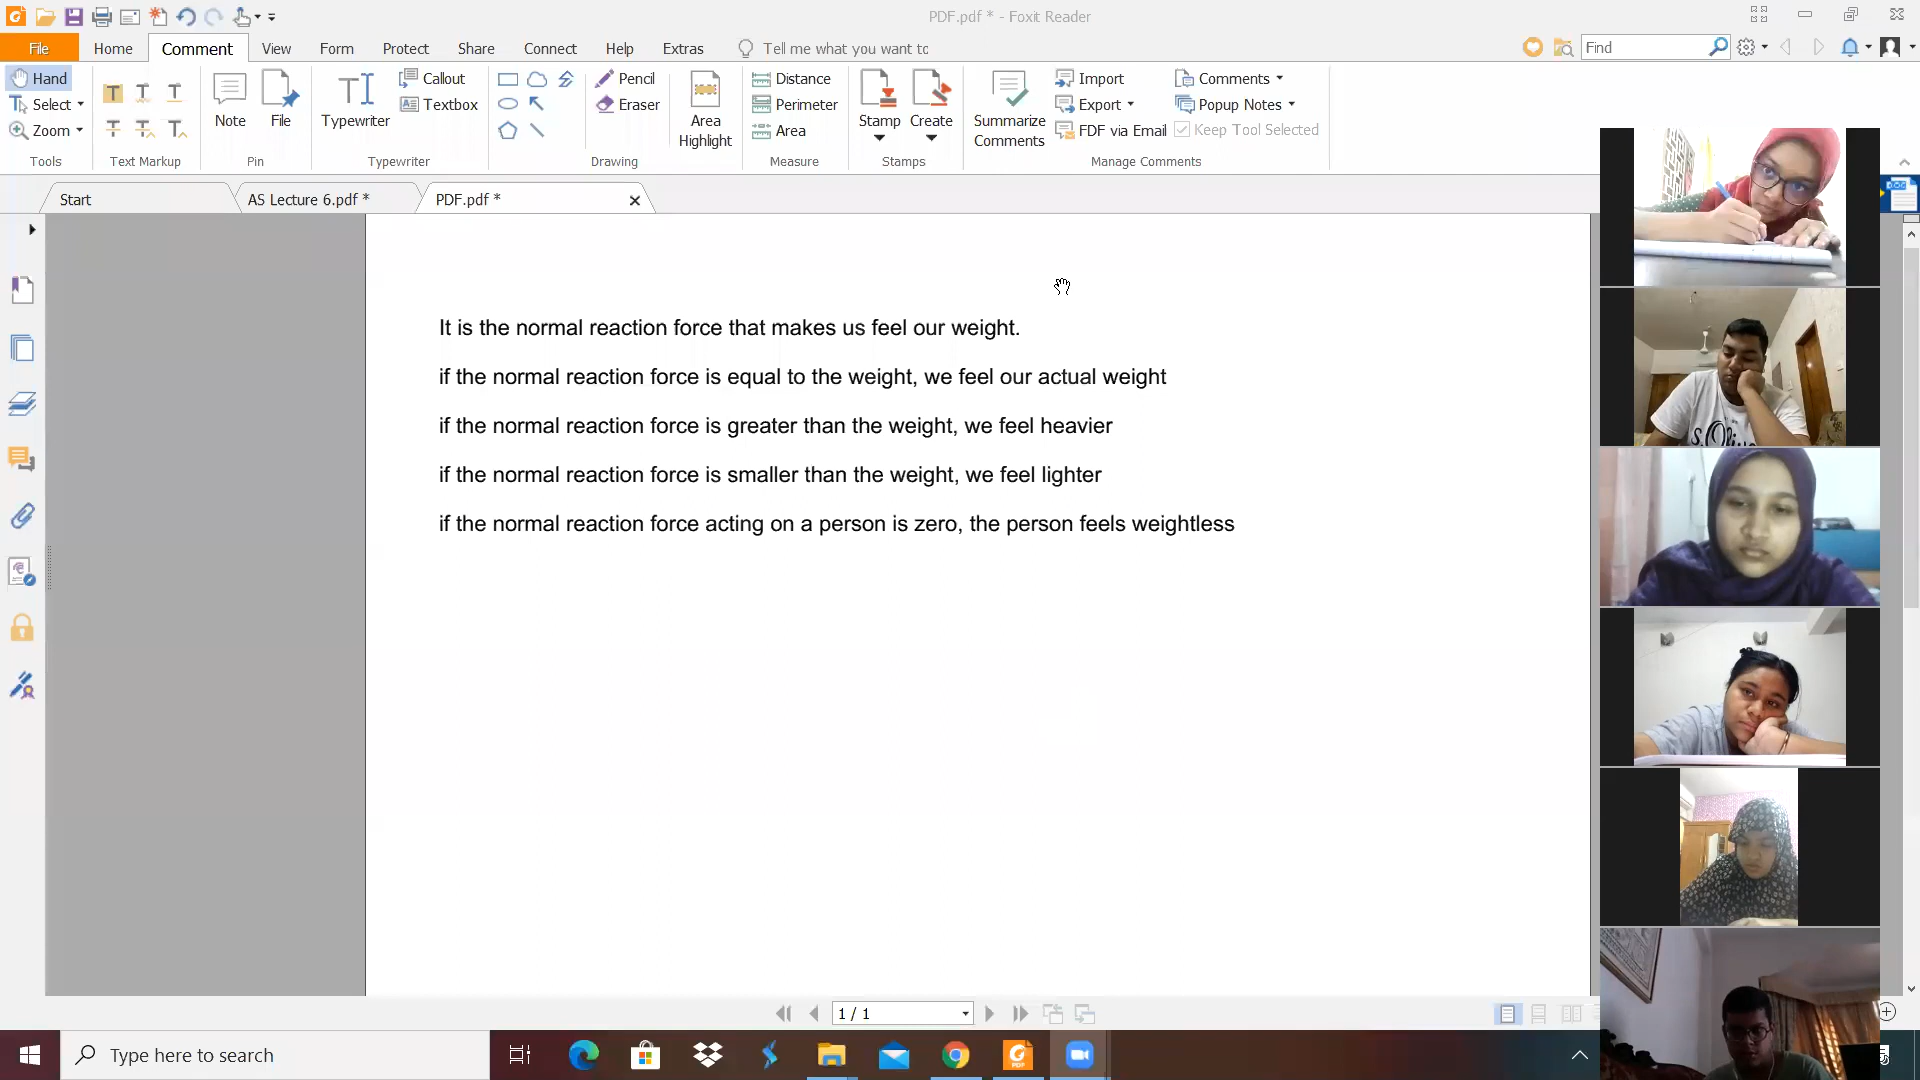 PDF.pdf * - Foxit Reader
File Home Comment View Form Protect Share Connect Help Extras Tell me what you want to Find
Hand
Select
Zoom
Tools
Text Markup
Note
File
Pin
Typewriter
Callout
Textbox
Typewriter
Pencil
Eraser
Area Highlight
Drawing
Distance
Perimeter
Area
Measure
Stamp
Create
Stamps
Summarize Comments
Import
Export
FDF via Email
Comments
Popup Notes
Keep Tool Selected
Manage Comments
Start
AS Lecture 6.pdf *
PDF.pdf *
It is the normal reaction force that makes us feel our weight.
if the normal reaction force is equal to the weight, we feel our actual weight
if the normal reaction force is greater than the weight, we feel heavier
if the normal reaction force is smaller than the weight, we feel lighter
if the normal reaction force acting on a person is zero, the person feels weightless
1 / 1
Type here to search